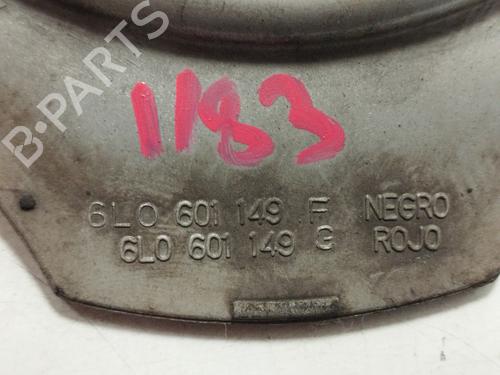 B-PARTS
1183
6L0 601 149 F NEGRO
6L0 601 149 G ROJO